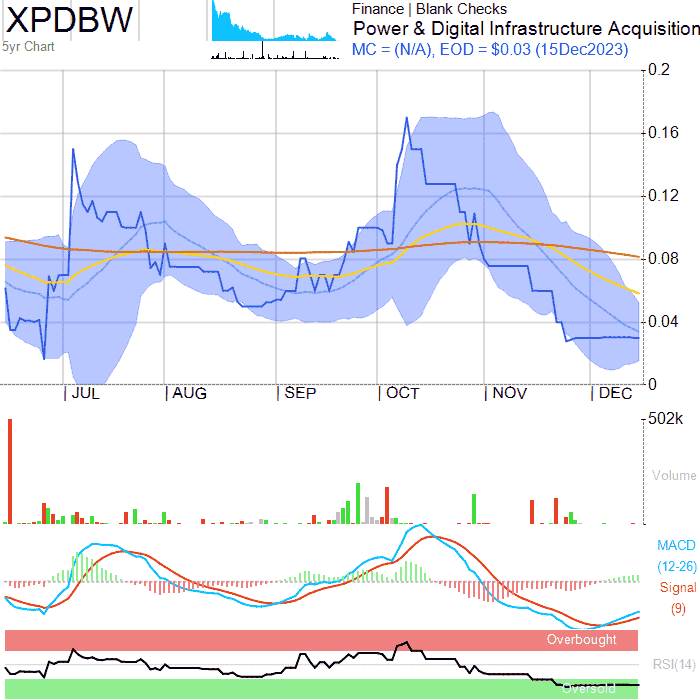 XPDBW
5yr Chart
Finance | Blank Checks
Power & Digital Infrastructure Acquisition
MC = (N/A), EOD = $0.03 (15Dec2023)
0.2
0.16
0.12
0.08
0.04
0
JUL AUG SEP OCT NOV DEC
502k
Volume
MACD
(12-26)
Signal
(9)
Overbought
RSI(14)
Oversold